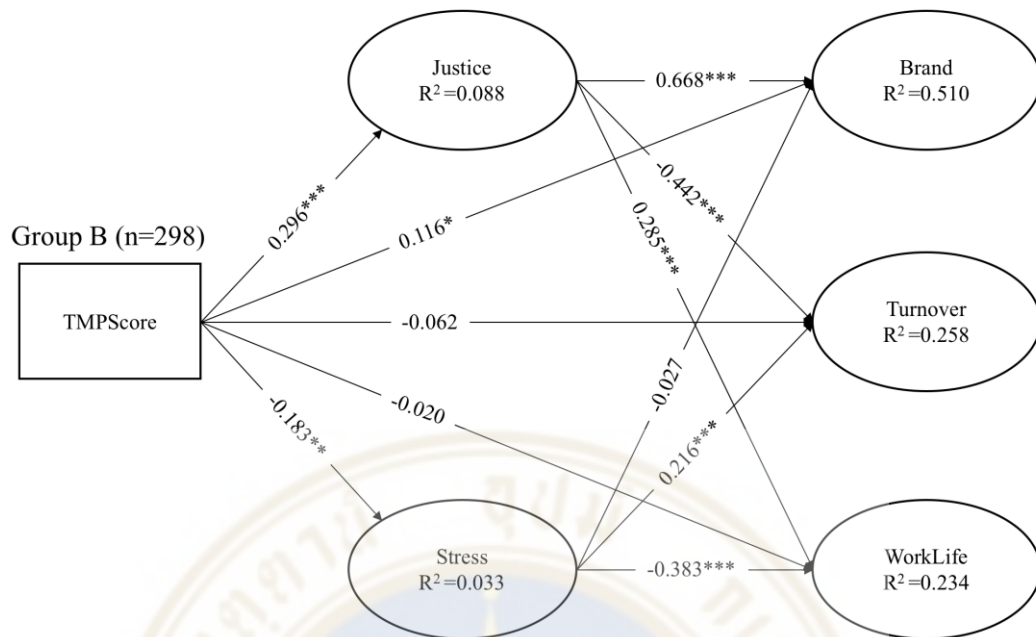 Justice
R²=0.088
Brand
R²=0.510
0.668***
-0.442***
0.285***
0.296***
0.116*
Group B (n=298)
TMPScore
-0.062
Turnover
R²=0.258
-0.027
-0.020
-0.183**
0.216***
Stress
R²=0.033
-0.383***
WorkLife
R²=0.234